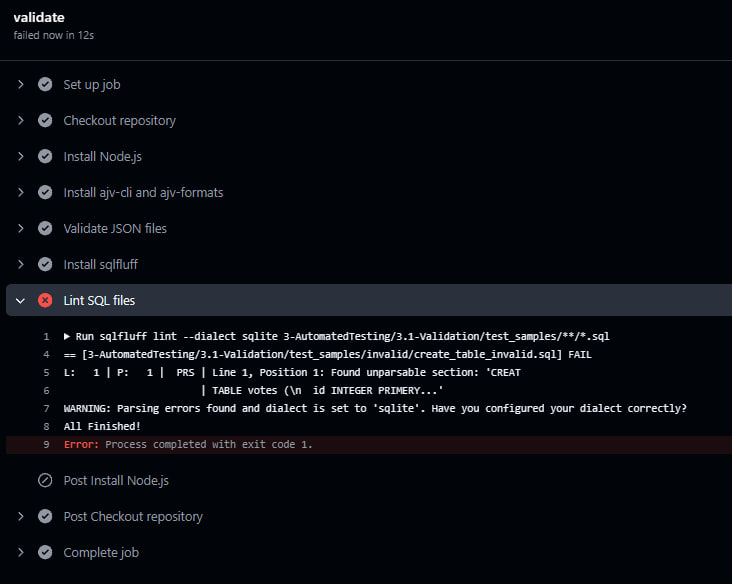 validate
failed now in 12s
Set up job
Checkout repository
Install Node.js
Install ajv-cli and ajv-formats
Validate JSON files
Install sqlfluff
Lint SQL files
1 Run sqlfluff lint --dialect sqlite 3-AutomatedTesting/3.1-Validation/test_samples/**/*.sql
4 == [3-AutomatedTesting/3.1-Validation/test_samples/invalid/create_table_invalid.sql] FAIL
5 L:   1 | P:   1 |  PRS | Line 1, Position 1: Found unparsable section: 'CREAT
6                      | TABLE votes (\n  id INTEGER PRIMERY...'
7 WARNING: Parsing errors found and dialect is set to 'sqlite'. Have you configured your dialect correctly?
8 All Finished!
9 Error: Process completed with exit code 1.
Post Install Node.js
Post Checkout repository
Complete job